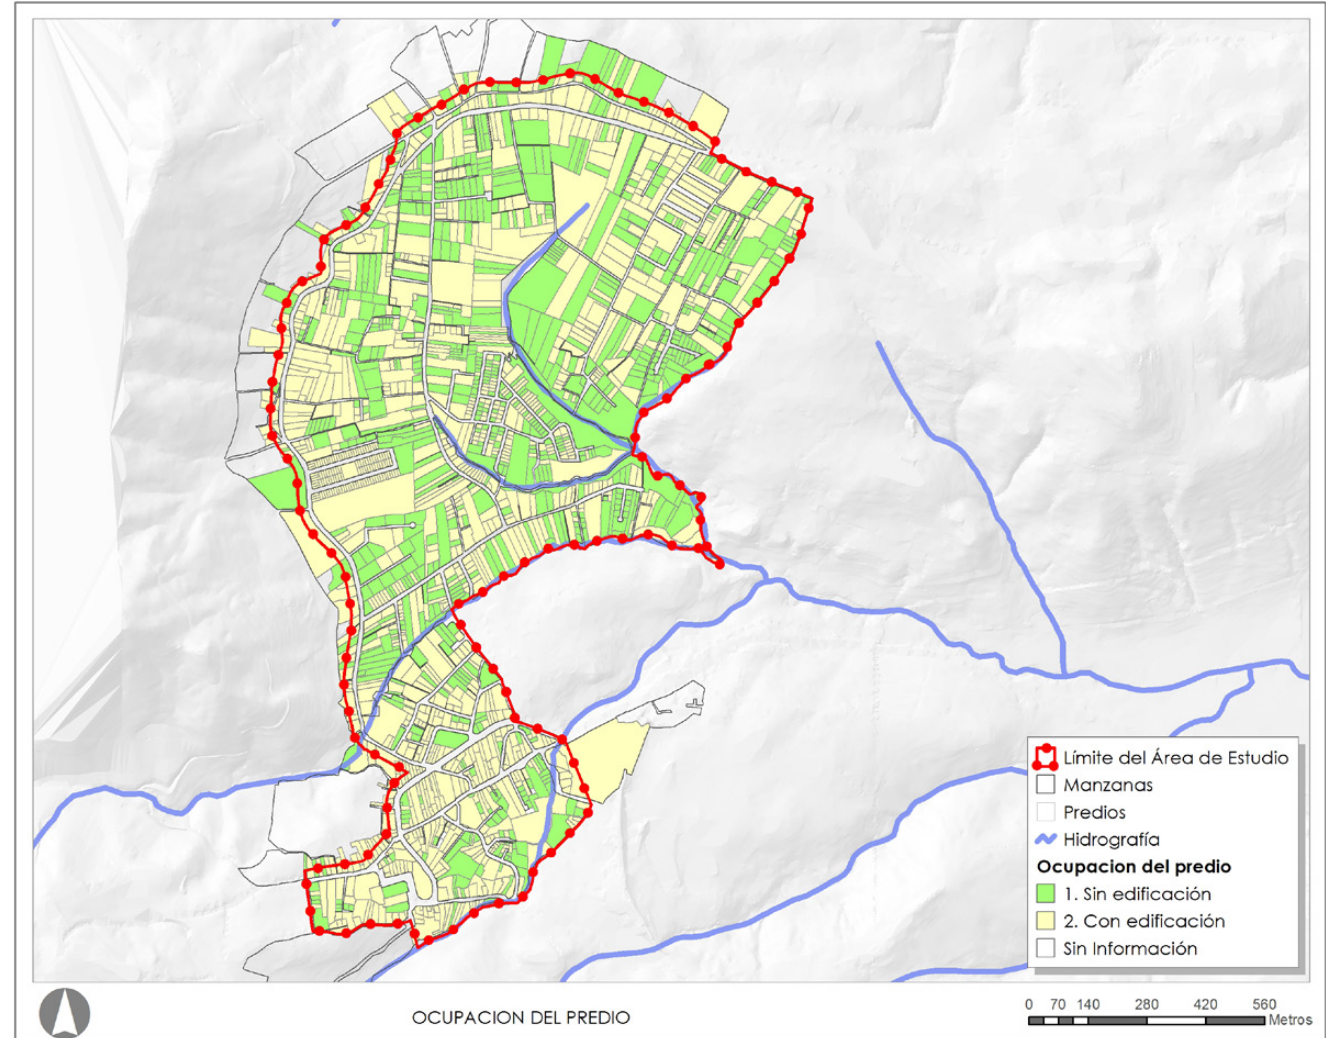 Límite del Área de Estudio
Manzanas
Predios
Hidrografía
Ocupacion del predio
1. Sin edificación
2. Con edificación
Sin Información
OCUPACION DEL PREDIO
0 70 140 280 420 560
Metros